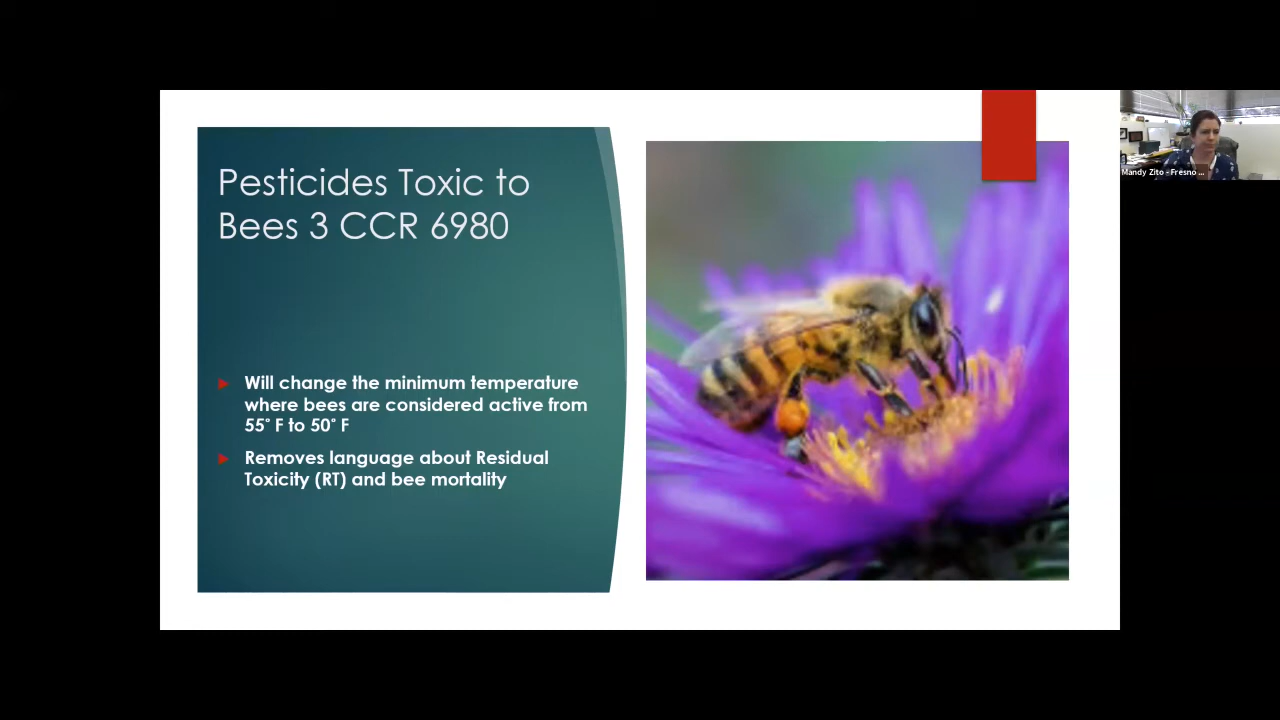 Pesticides Toxic to
Bees 3 CCR 6980
Will change the minimum temperature
where bees are considered active from
55° F to 50° F
Removes language about Residual
Toxicity (RT) and bee mortality
Mandy Zito - Fresno ...